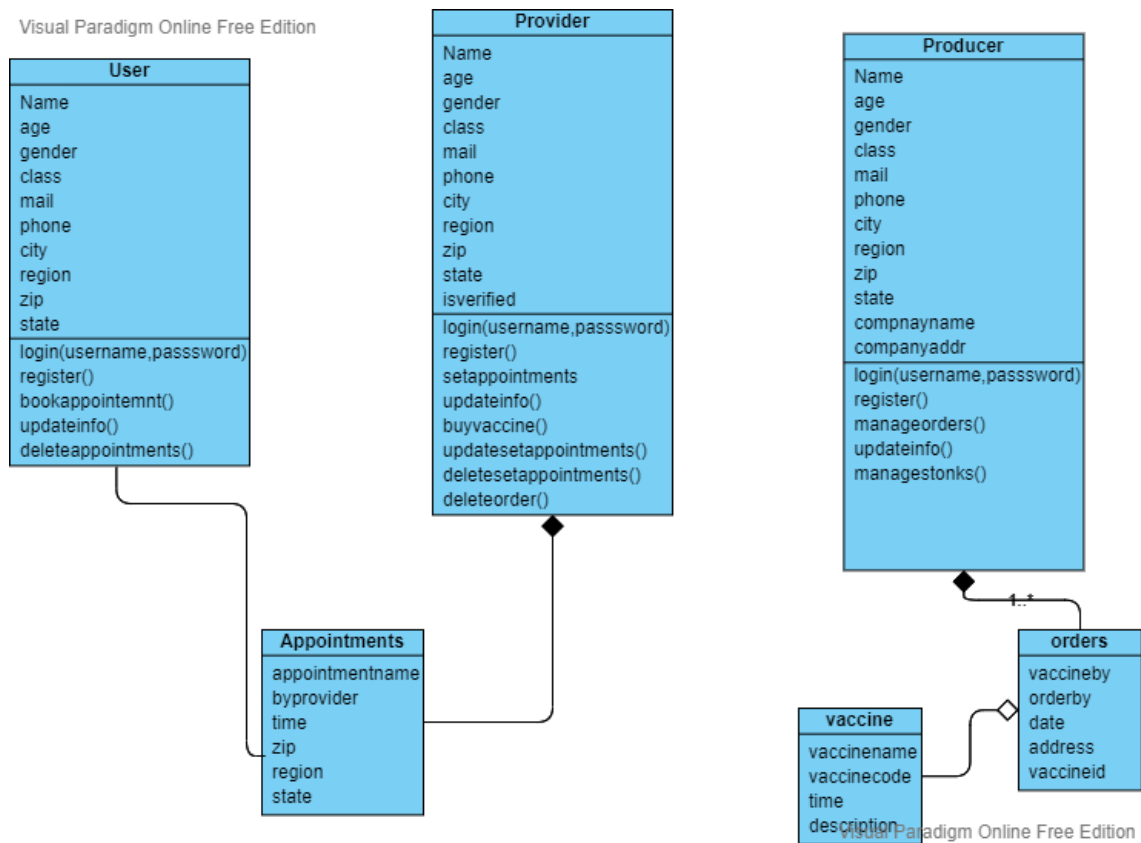 Visual Paradigm Online Free Edition
User
Name
age
gender
class
mail
phone
city
region
zip
state
login(username,passsword)
register()
bookappointemnt()
updateinfo()
deleteappointments()
Provider
Name
age
gender
class
mail
phone
city
region
zip
state
isverified
login(username,passsword)
register()
setappointments
updateinfo()
buyvaccine()
updatesetappointments()
deletesetappointments()
deleteorder()
Producer
Name
age
gender
class
mail
phone
city
region
zip
state
compnayname
companyaddr
login(username,passsword)
register()
manageorders()
updateinfo()
managestonks()
1..*
Appointments
appointmentname
byprovider
time
zip
region
state
orders
vaccineby
orderby
date
address
vaccineid
vaccine
vaccinename
vaccinecode
time
description
Visual Paradigm Online Free Edition